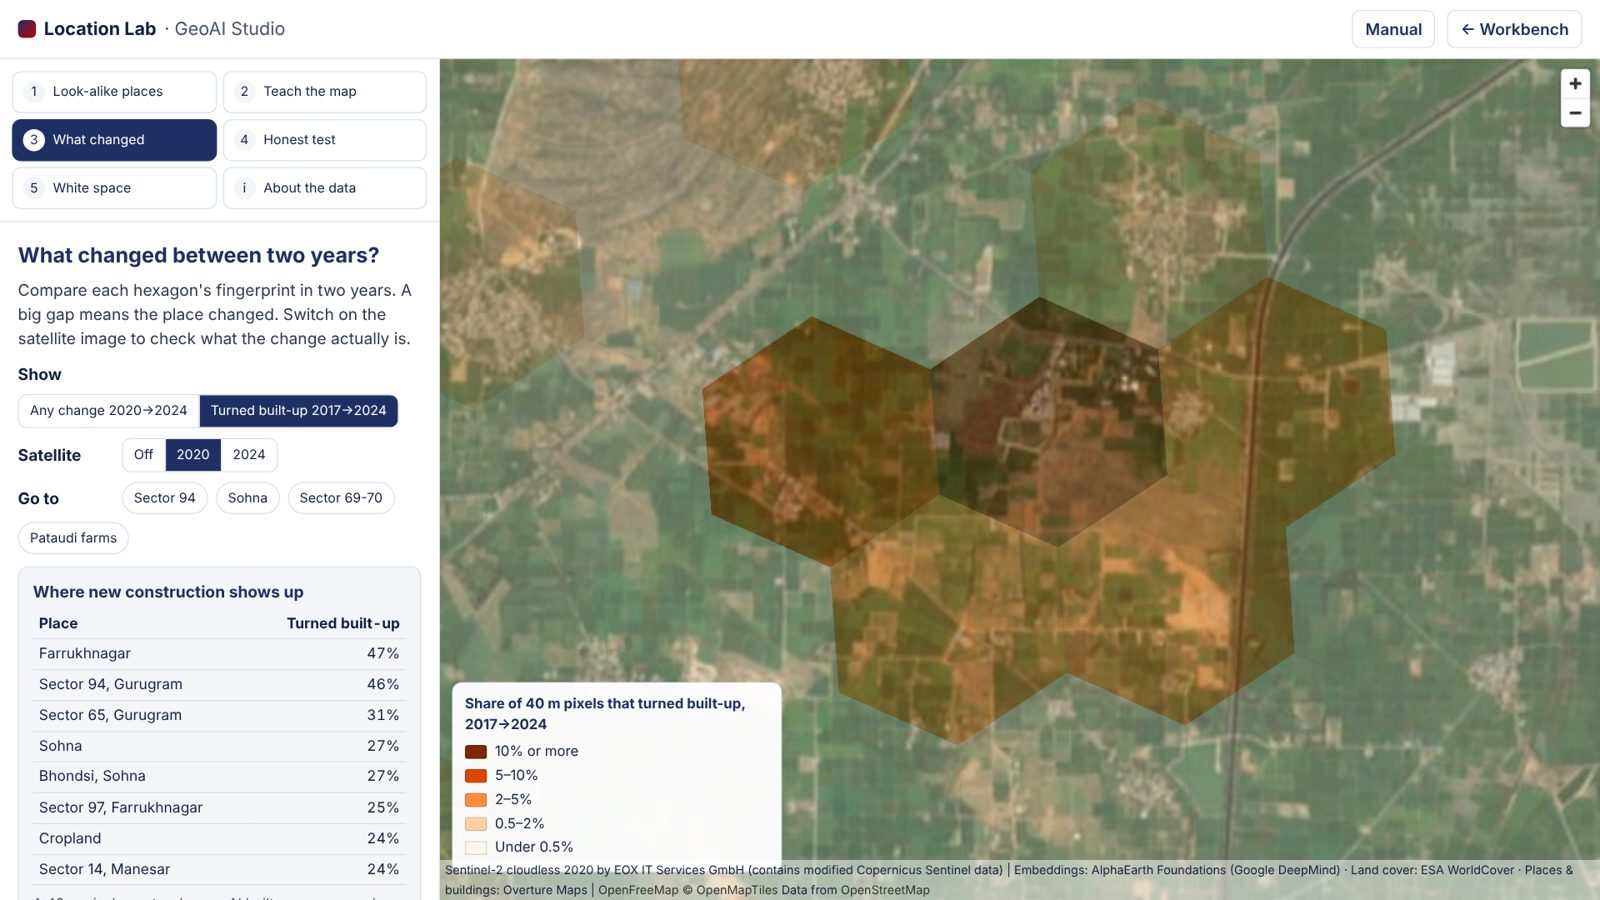 Location Lab · GeoAI Studio
Manual
← Workbench
1 Look-alike places
2 Teach the map
3 What changed
4 Honest test
5 White space
i About the data
What changed between two years?
Compare each hexagon's fingerprint in two years. A
big gap means the place changed. Switch on the
satellite image to check what the change actually is.
Show
Any change 2020→2024
Turned built-up 2017→2024
Satellite
Off
2020
2024
Go to
Sector 94
Sohna
Sector 69-70
Pataudi farms
Where new construction shows up
Place Turned built-up
Farrukhnagar 47%
Sector 94, Gurugram 46%
Sector 65, Gurugram 31%
Sohna 27%
Bhondsi, Sohna 27%
Sector 97, Farrukhnagar 25%
Cropland 24%
Sector 14, Manesar 24%
+
−
Share of 40 m pixels that turned built-up,
2017→2024
10% or more
5–10%
2–5%
0.5–2%
Under 0.5%
Sentinel-2 cloudless 2020 by EOX IT Services GmbH (contains modified Copernicus Sentinel data) | Embeddings: AlphaEarth Foundations (Google DeepMind) · Land cover: ESA WorldCover · Places &
buildings: Overture Maps | OpenFreeMap © OpenMapTiles Data from OpenStreetMap